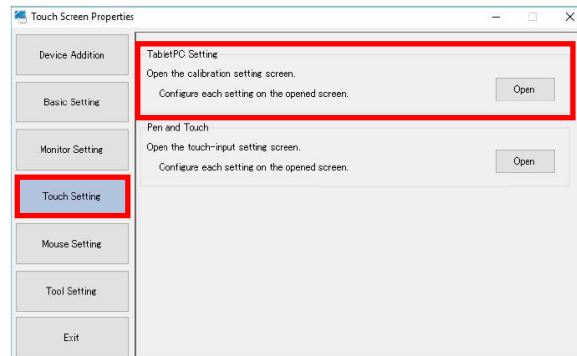 Touch Screen Properties
Device Addition
Basic Setting
Monitor Setting
Touch Setting
Mouse Setting
Tool Setting
Exit
TabletPC Setting
Open the calibration setting screen.
Configure each setting on the opened screen.
Open
Pen and Touch
Open the touch-input setting screen.
Configure each setting on the opened screen.
Open